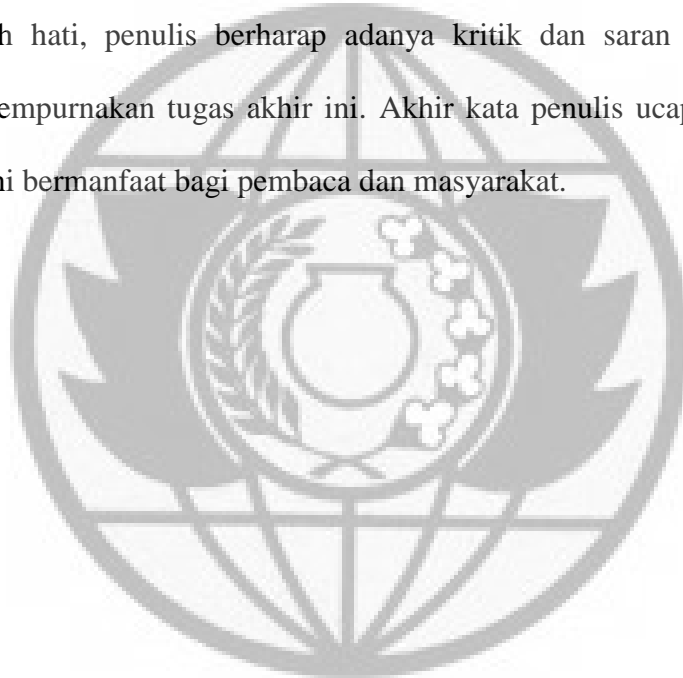 h hati, penulis berharap adanya kritik dan saran
empurnakan tugas akhir ini. Akhir kata penulis ucap
ni bermanfaat bagi pembaca dan masyarakat.